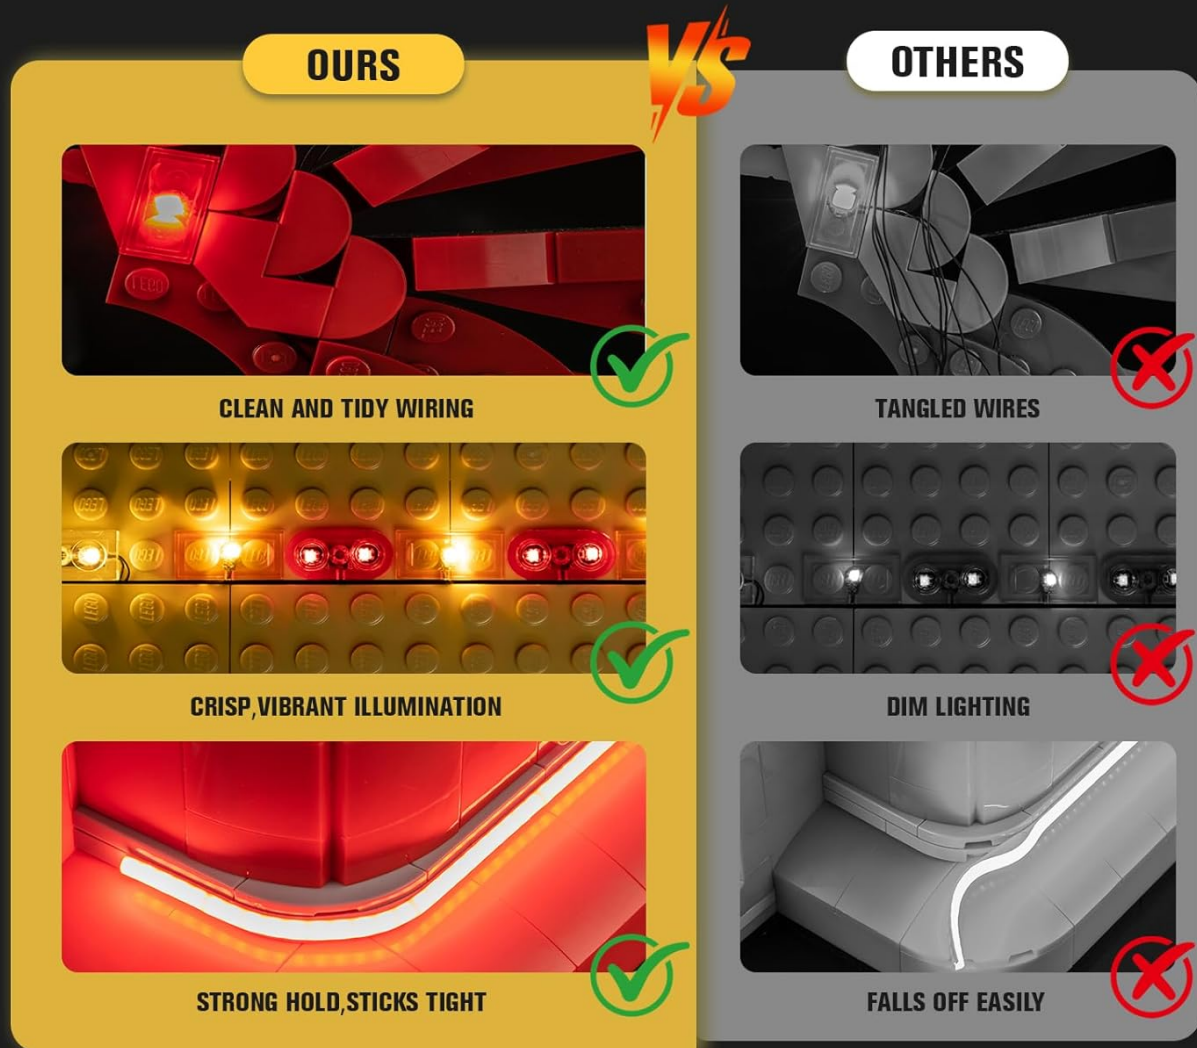 OURS
VS
OTHERS
CLEAN AND TIDY WIRING
TANGLED WIRES
CRISP,VIBRANT ILLUMINATION
DIM LIGHTING
STRONG HOLD,STICKS TIGHT
FALLS OFF EASILY
LEGO